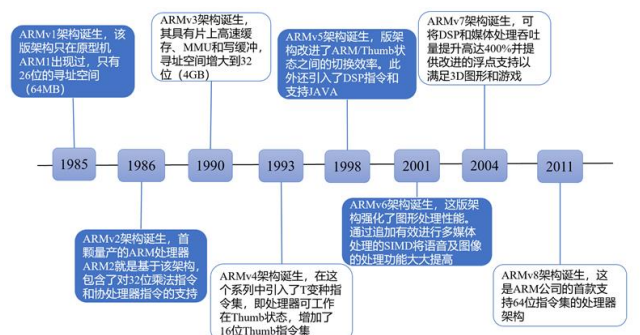 ARMv1架构诞生，该
版架构只在原型机
ARM1出现过，只有
26位的寻址空间
（64MB）
ARMv3架构诞生，
其具有片上高速缓
存、MMU和写缓冲，
寻址空间增大到32
位（4GB）
ARMv5架构诞生，版架
构改进了ARM/Thumb状
态之间的切换效率。此
外还引入了DSP指令和
支持JAVA
ARMv7架构诞生，可
将DSP和媒体处理吞吐
量提升高达400%并提
供改进的浮点支持以
满足3D图形和游戏
1985
1986
1990
1993
1998
2001
2004
2011
ARMv2架构诞生，首
颗量产的ARM处理器
ARM2就是基于该架构，
包含了对32位乘法指令
和协处理器指令的支持
ARMv4架构诞生，在这
个系列中引入了T变种指
令集，即处理器可工作
在Thumb状态，增加了
16位Thumb指令集
ARMv6架构诞生，这版架
构强化了图形处理性能。
通过追加有效进行多媒体
处理的SIMD将语音及图像
的处理功能大大提高
ARMv8架构诞生，这
是ARM公司的首款支
持64位指令集的处理器
架构